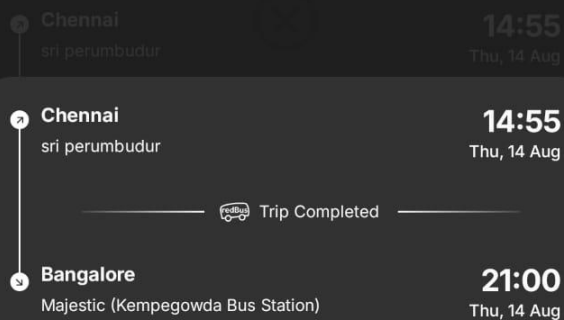 Chennai
14:55
sri perumbudur
Thu, 14 Aug
Chennai
14:55
sri perumbudur
Thu, 14 Aug
redBus Trip Completed
Bangalore
21:00
Majestic (Kempegowda Bus Station)
Thu, 14 Aug